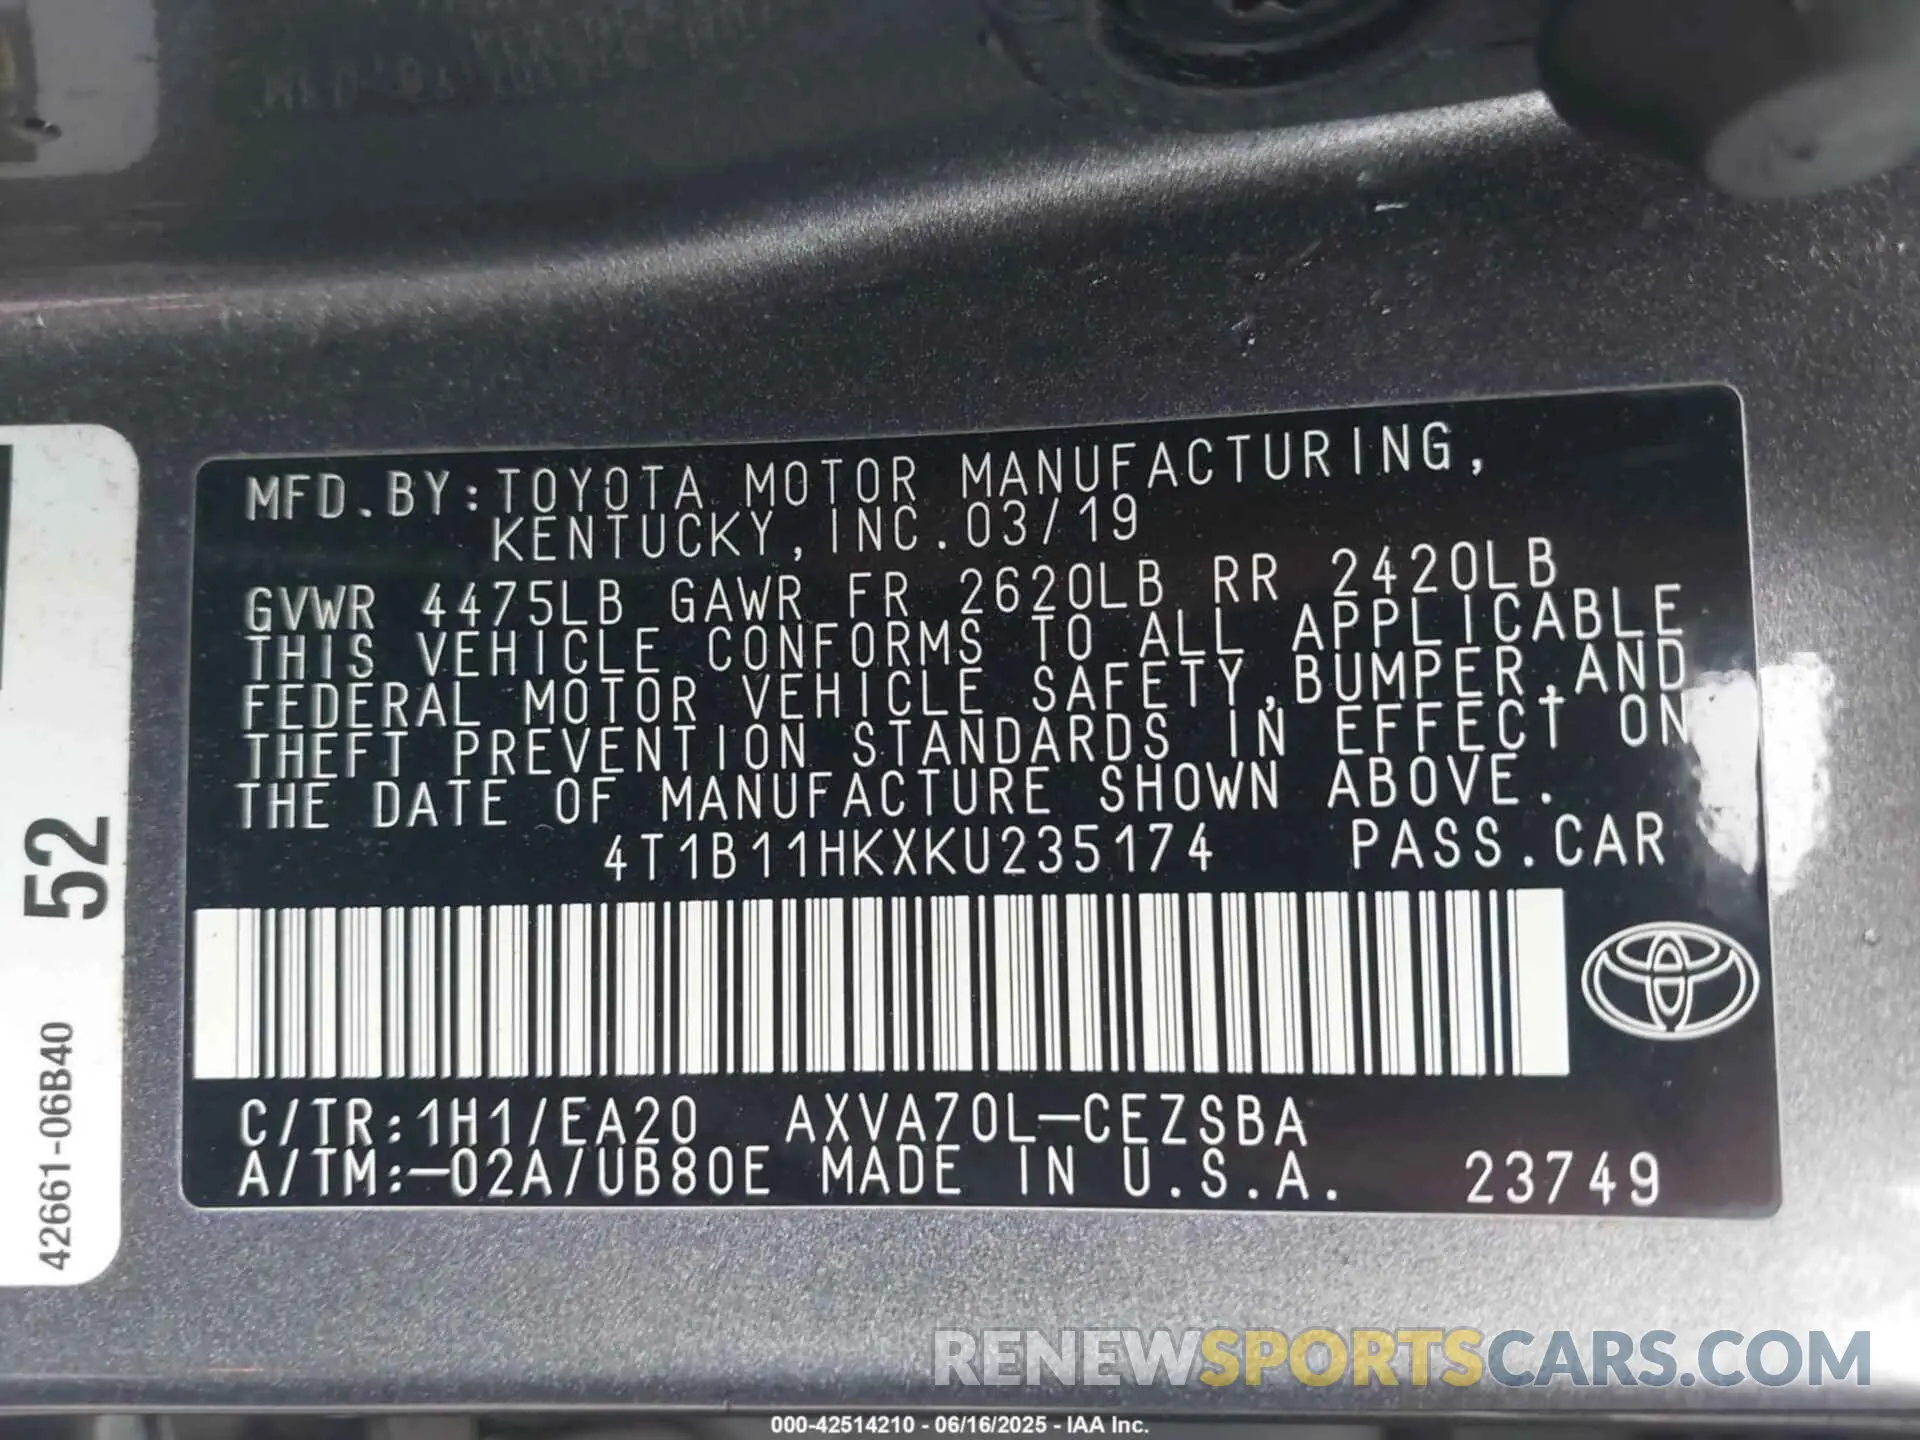 MFD.BY:TOYOTA MOTOR MANUFACTURING,
KENTUCKY,INC.03/19
GVWR 4475LB GAWR FR 2620LB RR 2420LB
THIS VEHICLE CONFORMS TO ALL APPLICABLE
FEDERAL MOTOR VEHICLE SAFETY,BUMPER,AND
THEFT PREVENTION STANDARDS IN EFFECT ON
THE DATE OF MANUFACTURE SHOWN ABOVE.
4T1B11HKXKU235174 PASS.CAR
C/TR:1H1/EA20 AXVA70L-CEZSBA
A/TM:-02A/UB80E MADE IN U.S.A. 23749
52
42661-06B40
RENEWSPORTSCARS.COM
000-42514210 - 06/16/2025 - IAA Inc.